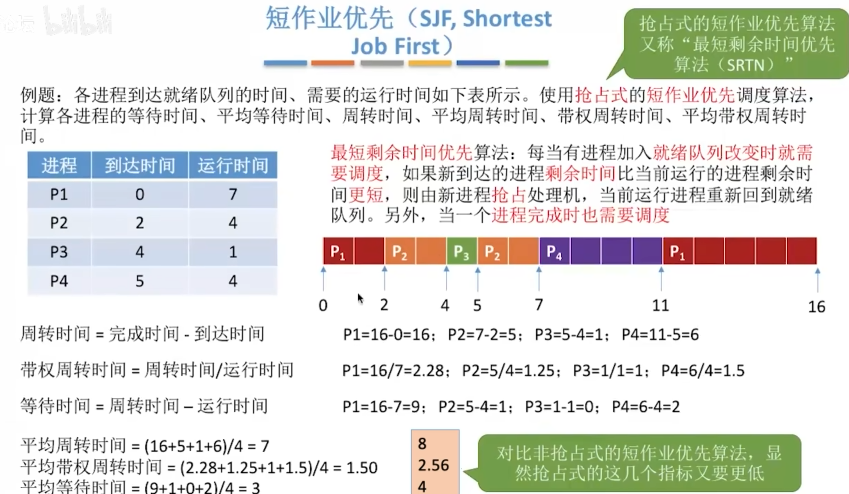 bilibili
短作业优先（SJF, Shortest
Job First）
抢占式的短作业优先算法
又称“最短剩余时间优先
算法（SRTN）”
例题：各进程到达就绪队列的时间、需要的运行时间如下表所示。使用抢占式的短作业优先调度算法，
计算各进程的等待时间、平均等待时间、周转时间、平均周转时间、带权周转时间、平均带权周转时
间。
进程 到达时间 运行时间
P1 0 7
P2 2 4
P3 4 1
P4 5 4
最短剩余时间优先算法：每当有进程加入就绪队列改变时就需
要调度，如果新到达的进程剩余时间比当前运行的进程剩余时
间更短，则由新进程抢占处理机，当前运行进程重新回到就绪
队列。另外，当一个进程完成时也需要调度
P1 P2 P3 P2 P4 P1
0 2 4 5 7 11 16
周转时间 = 完成时间 - 到达时间 P1=16-0=16；P2=7-2=5；P3=5-4=1；P4=11-5=6
带权周转时间 = 周转时间/运行时间 P1=16/7=2.28；P2=5/4=1.25；P3=1/1=1；P4=6/4=1.5
等待时间 = 周转时间 – 运行时间 P1=16-7=9；P2=5-4=1；P3=1-1=0；P4=6-4=2
平均周转时间 = (16+5+1+6)/4 = 7
平均带权周转时间 = (2.28+1.25+1+1.5)/4 = 1.50
平均等待时间 = (9+1+0+2)/4 = 3
8
2.56
4
对比非抢占式的短作业优先算法，显
然抢占式的这几个指标又要更低